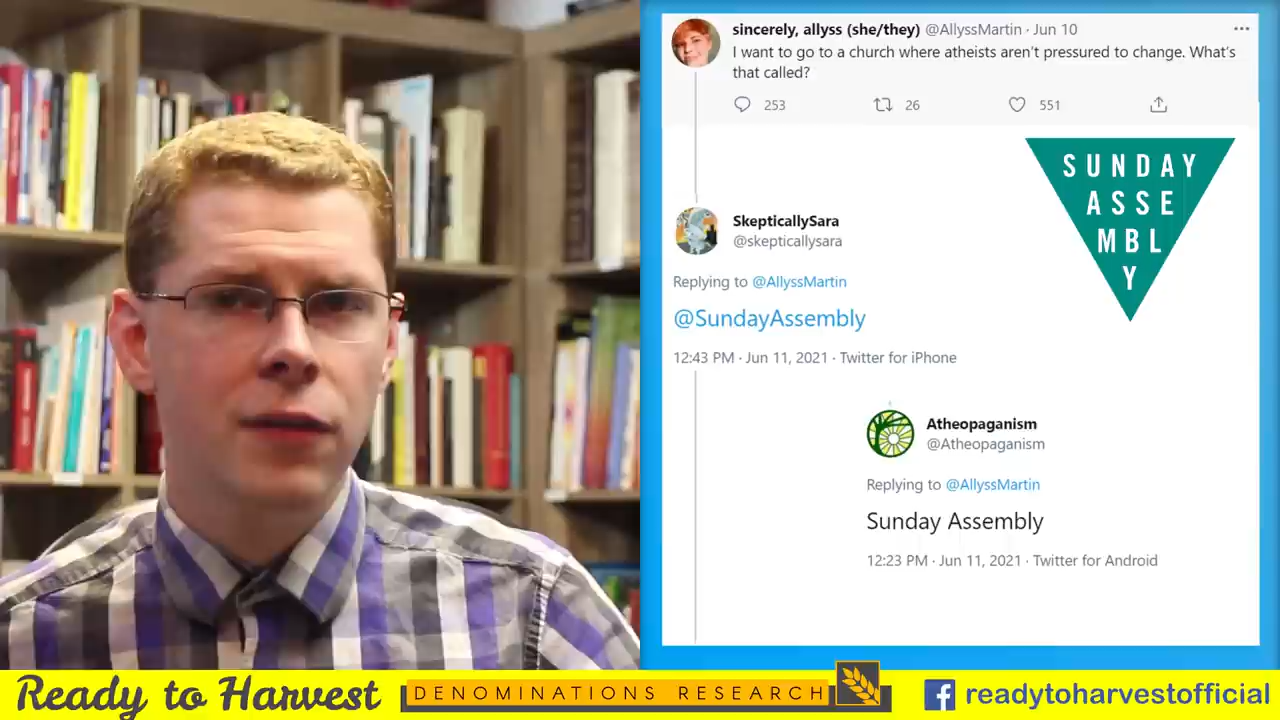 sincerely, allyss (she/they) @AllyssMartin · Jun 10
I want to go to a church where atheists aren't pressured to change. What's
that called?
253 26 551
SUNDAY
ASSE
MBL
Y
SkepticallySara
@skepticallysara
Replying to @AllyssMartin
@SundayAssembly
12:43 PM · Jun 11, 2021 · Twitter for iPhone
Atheopaganism
@Atheopaganism
Replying to @AllyssMartin
Sunday Assembly
12:23 PM · Jun 11, 2021 · Twitter for Android
Ready to Harvest
DENOMINATIONS RESEARCH
readytoharvestofficial